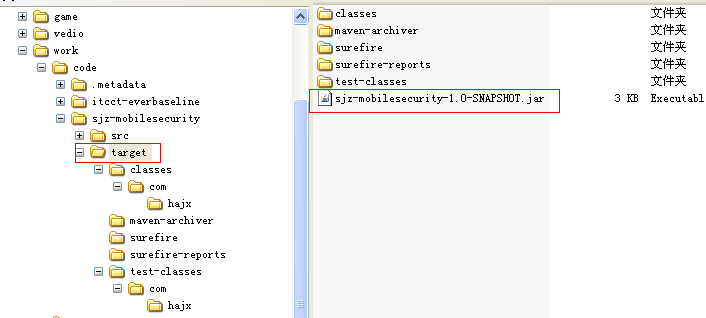 game
vedio
work
code
.metadata
itcct-everbaseline
sjz-mobilesecurity
src
target
classes
com
hajx
maven-archiver
surefire
surefire-reports
test-classes
com
hajx
classes 文件夹
maven-archiver 文件夹
surefire 文件夹
surefire-reports 文件夹
test-classes 文件夹
sjz-mobilesecurity-1.0-SNAPSHOT.jar 3 KB Executabl